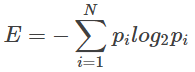 E = −∑_{i=1}^{N} p_i log_2 p_i